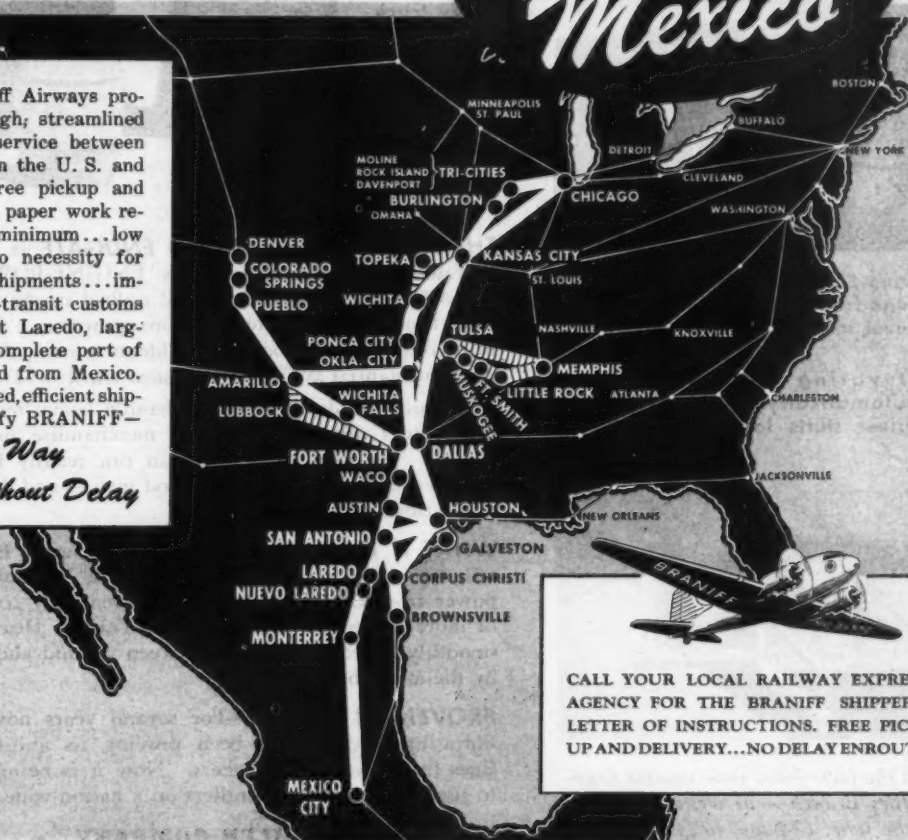 Mexico
ff Airways pro-
gh, streamlined
service between
n the U. S. and
ree pickup and
paper work re-
minimum...low
o necessity for
hipments...im-
-transit customs
t Laredo, larg-
omplete port of
d from Mexico.
ed, efficient ship-
fy BRANIFF—
Way
hout Delay
BOSTON
MINNEAPOLIS
ST. PAUL
BUFFALO
DETROIT
NEW YORK
MOLINE
ROCK ISLAND
DAVENPORT
TRI-CITIES
CLEVELAND
BURLINGTON
CHICAGO
OMAHA
WASHINGTON
DENVER
TOPEKA
KANSAS CITY
COLORADO
SPRINGS
ST. LOUIS
PUEBLO
WICHITA
TULSA
NASHVILLE
KNOXVILLE
PONCA CITY
OKLA. CITY
MEMPHIS
AMARILLO
MUSKOGEE
FT. SMITH
LITTLE ROCK
ATLANTA
CHARLESTON
WICHITA
FALLS
LUBBOCK
FORT WORTH
DALLAS
WACO
JACKSONVILLE
AUSTIN
HOUSTON
NEW ORLEANS
SAN ANTONIO
GALVESTON
LAREDO
CORPUS CHRISTI
NUEVO LAREDO
BROWNSVILLE
MONTERREY
MEXICO
CITY
BRANIFF
CALL YOUR LOCAL RAILWAY EXPRE
AGENCY FOR THE BRANIFF SHIPPER
LETTER OF INSTRUCTIONS. FREE PIC
UP AND DELIVERY...NO DELAY ENROUT